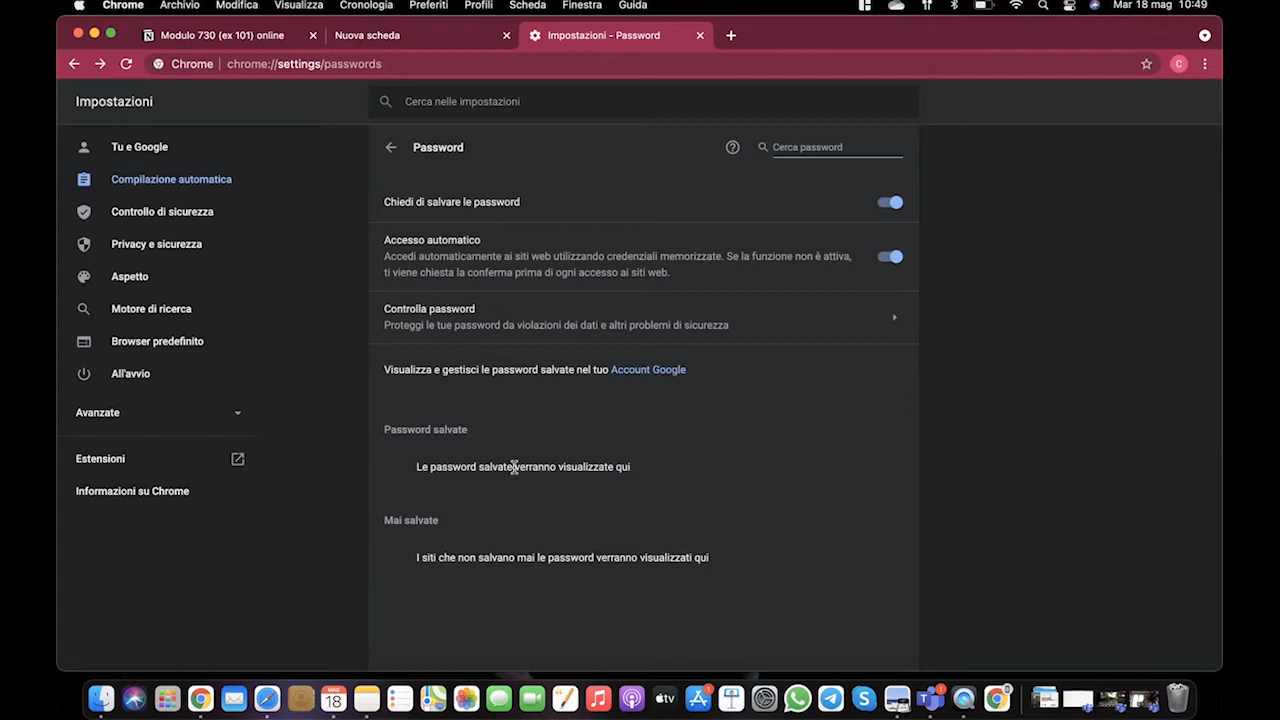 Chrome Archivio Modifica Visualizza Cronologia Preferiti Profili Scheda Finestra Guida Mar 18 mag 10:49
Modulo 730 (ex 101) online Nuova scheda Impostazioni - Password
Chrome chrome://settings/passwords C
Impostazioni Cerca nelle impostazioni
Tu e Google
Compilazione automatica
Controllo di sicurezza
Privacy e sicurezza
Aspetto
Motore di ricerca
Browser predefinito
All'avvio
Avanzate
Estensioni
Informazioni su Chrome
Password Cerca password
Chiedi di salvare le password
Accesso automatico
Accedi automaticamente ai siti web utilizzando credenziali memorizzate. Se la funzione non è attiva,
ti viene chiesta la conferma prima di ogni accesso ai siti web.
Controlla password
Proteggi le tue password da violazioni dei dati e altri problemi di sicurezza
Visualizza e gestisci le password salvate nel tuo Account Google
Password salvate
Le password salvate verranno visualizzate qui
Mai salvate
I siti che non salvano mai le password verranno visualizzati qui
18
tv